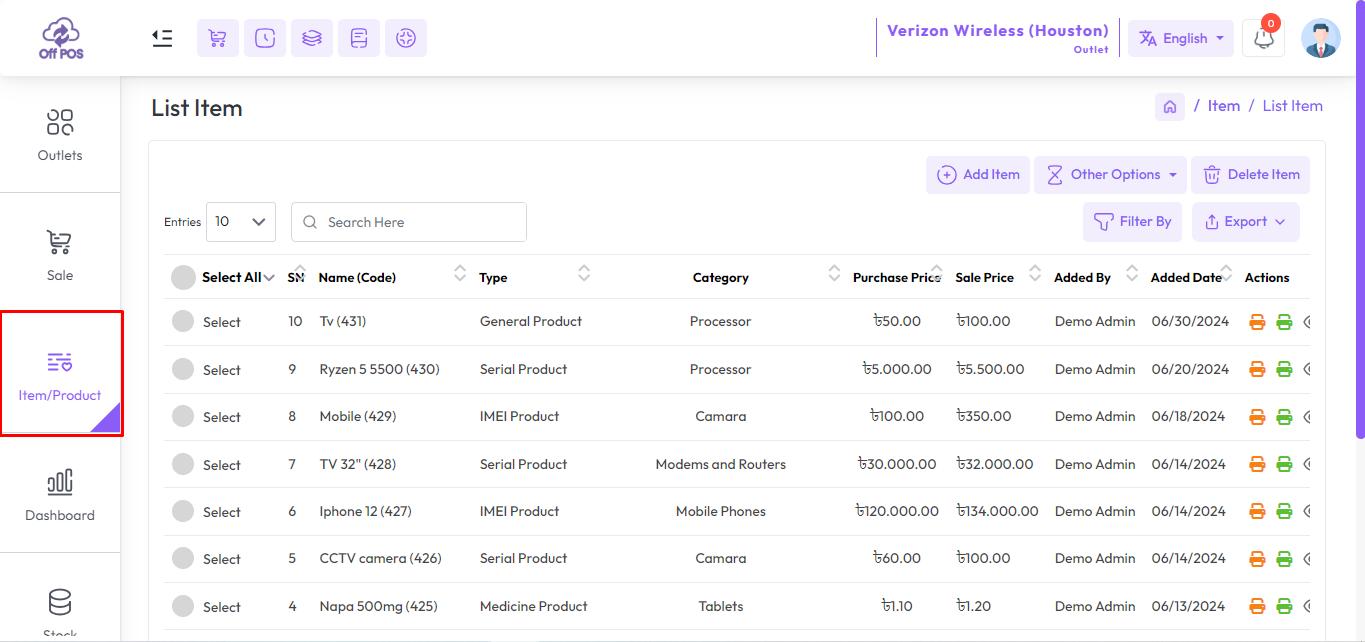 Off POS
Verizon Wireless (Houston)
Outlet
English
0
Outlets
Sale
Item/Product
Dashboard
Stock
List Item
/ Item / List Item
Add Item
Other Options
Delete Item
Entries 10
Search Here
Filter By
Export
Select All SN Name (Code) Type Category Purchase Price Sale Price Added By Added Date Actions
Select 10 Tv (431) General Product Processor ৳50.00 ৳100.00 Demo Admin 06/30/2024
Select 9 Ryzen 5 5500 (430) Serial Product Processor ৳5.000.00 ৳5.500.00 Demo Admin 06/20/2024
Select 8 Mobile (429) IMEI Product Camara ৳100.00 ৳350.00 Demo Admin 06/18/2024
Select 7 TV 32" (428) Serial Product Modems and Routers ৳30.000.00 ৳32.000.00 Demo Admin 06/14/2024
Select 6 Iphone 12 (427) IMEI Product Mobile Phones ৳120.000.00 ৳134.000.00 Demo Admin 06/14/2024
Select 5 CCTV camera (426) Serial Product Camara ৳60.00 ৳100.00 Demo Admin 06/14/2024
Select 4 Napa 500mg (425) Medicine Product Tablets ৳1.10 ৳1.20 Demo Admin 06/13/2024